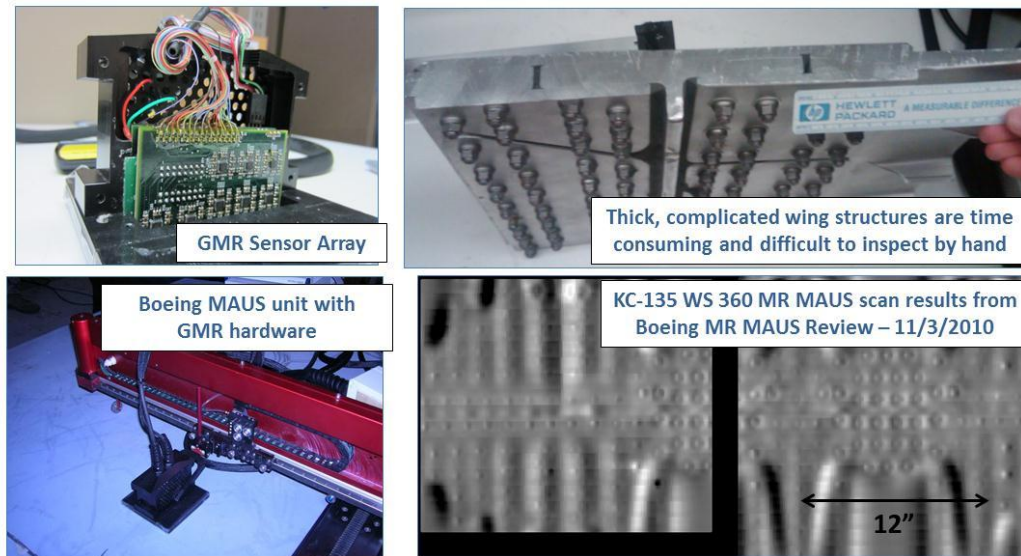 GMR Sensor Array
HEWLETT
PACKARD
A MEASURABLE DIFFERENCE
Thick, complicated wing structures are time
consuming and difficult to inspect by hand
Boeing MAUS unit with
GMR hardware
KC-135 WS 360 MR MAUS scan results from
Boeing MR MAUS Review – 11/3/2010
12”